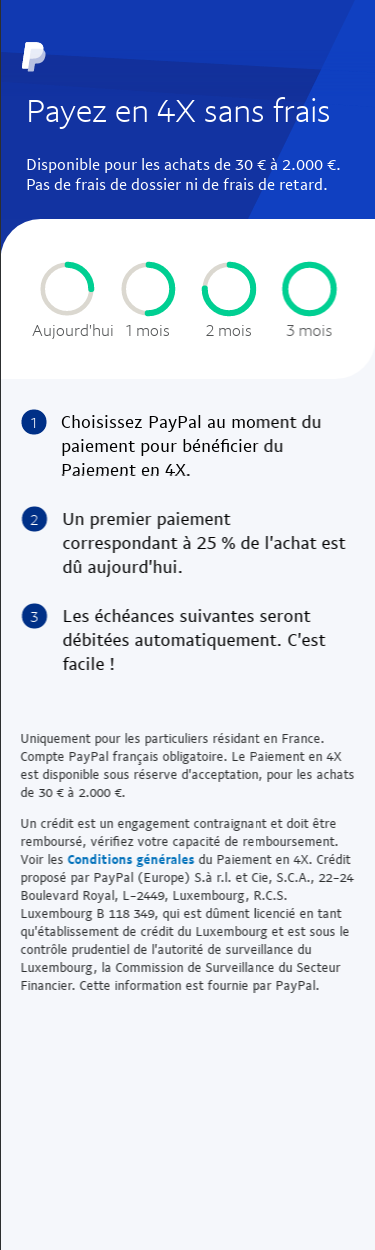 Payez en 4X sans frais
Disponible pour les achats de 30 € à 2.000 €.
Pas de frais de dossier ni de frais de retard.
Aujourd'hui 1 mois 2 mois 3 mois
1 Choisissez PayPal au moment du
paiement pour bénéficier du
Paiement en 4X.
2 Un premier paiement
correspondant à 25 % de l'achat est
dû aujourd'hui.
3 Les échéances suivantes seront
débitées automatiquement. C'est
facile !
Uniquement pour les particuliers résidant en France.
Compte PayPal français obligatoire. Le Paiement en 4X
est disponible sous réserve d'acceptation, pour les achats
de 30 € à 2.000 €.
Un crédit est un engagement contraignant et doit être
remboursé, vérifiez votre capacité de remboursement.
Voir les Conditions générales du Paiement en 4X. Crédit
proposé par PayPal (Europe) S.à r.l. et Cie, S.C.A., 22-24
Boulevard Royal, L-2449, Luxembourg, R.C.S.
Luxembourg B 118 349, qui est dûment licencié en tant
qu'établissement de crédit du Luxembourg et est sous le
contrôle prudentiel de l'autorité de surveillance du
Luxembourg, la Commission de Surveillance du Secteur
Financier. Cette information est fournie par PayPal.